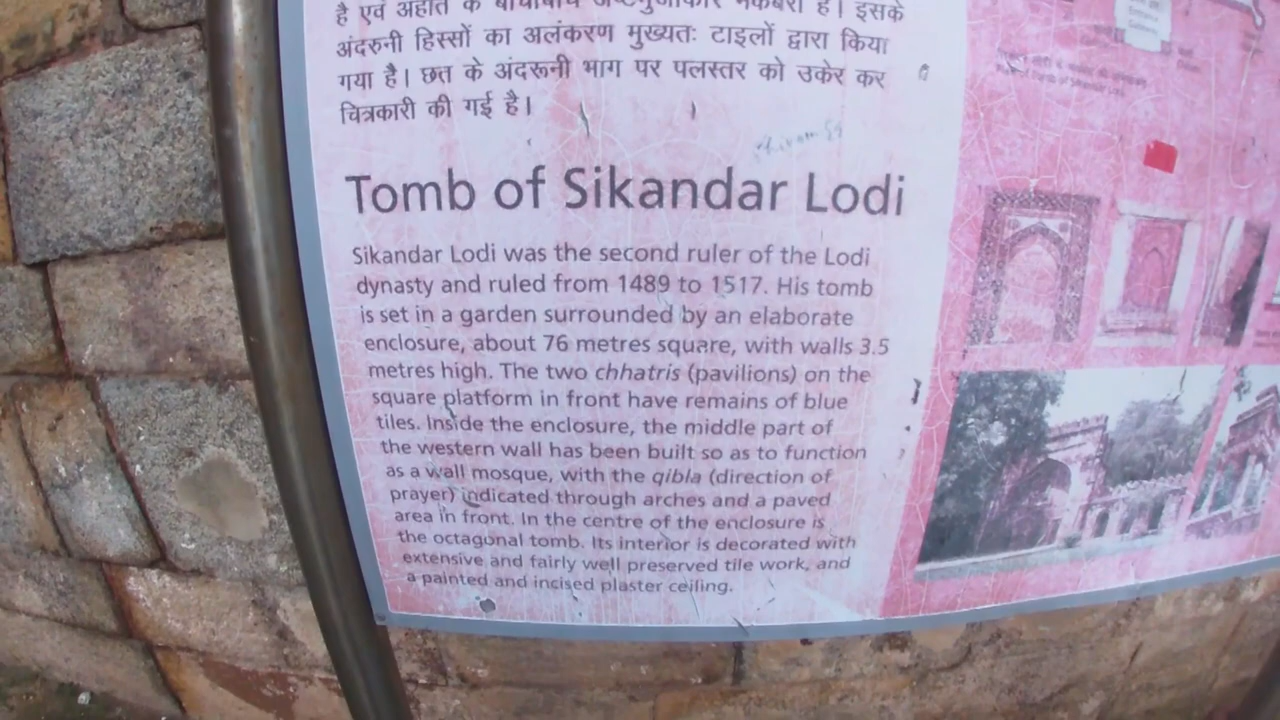 है एवं अहाते के बीचोंबीच अष्टभुजाकार मकबरा है। इसके
अंदरुनी हिस्सों का अलंकरण मुख्यतः टाइलों द्वारा किया
गया है। छत के अंदरूनी भाग पर पलस्तर को उकेर कर
चित्रकारी की गई है।
Tomb of Sikandar Lodi
Sikandar Lodi was the second ruler of the Lodi
dynasty and ruled from 1489 to 1517. His tomb
is set in a garden surrounded by an elaborate
enclosure, about 76 metres square, with walls 3.5
metres high. The two chhatris (pavilions) on the
square platform in front have remains of blue
tiles. Inside the enclosure, the middle part of
the western wall has been built so as to function
as a wall mosque, with the qibla (direction of
prayer) indicated through arches and a paved
area in front. In the centre of the enclosure is
the octagonal tomb. Its interior is decorated with
extensive and fairly well preserved tile work, and
a painted and incised plaster ceiling.